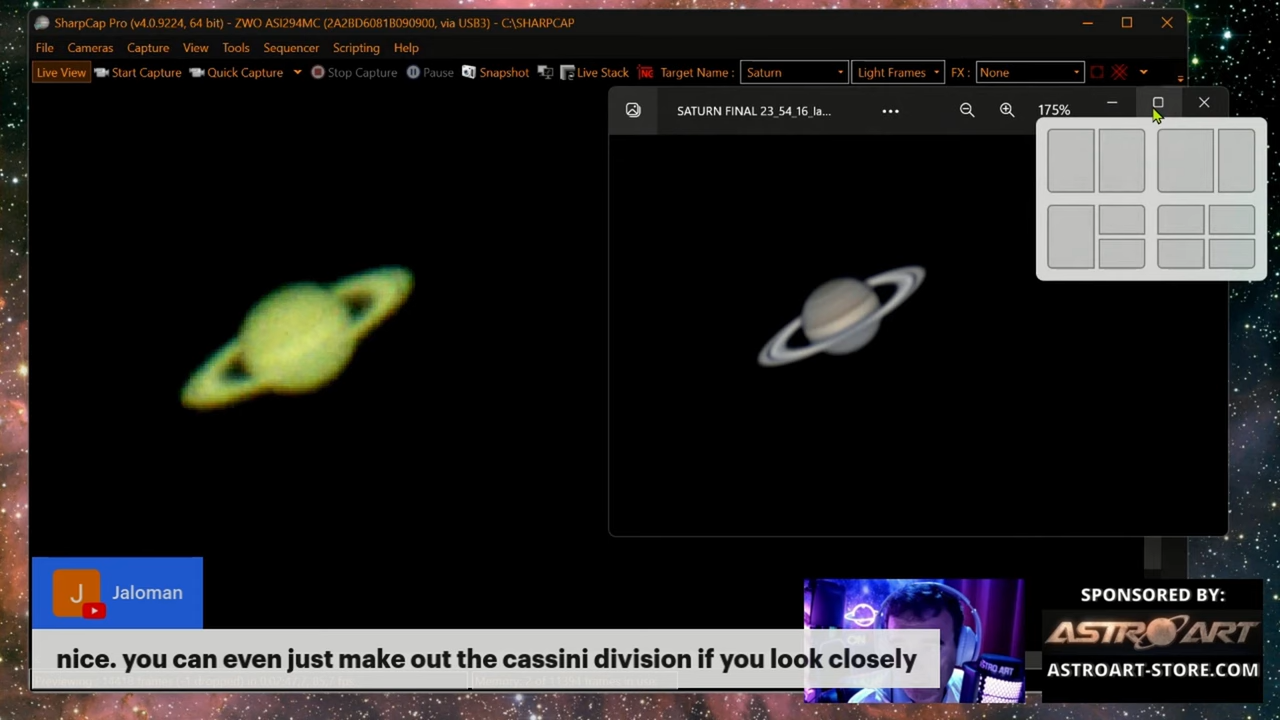 SharpCap Pro (v4.0.9224, 64 bit) - ZWO ASI294MC (2A2BD6081B090900, via USB3) - C:\SHARPCAP
File Cameras Capture View Tools Sequencer Scripting Help
Live View Start Capture Quick Capture Stop Capture Pause Snapshot Live Stack Target Name : Saturn Light Frames FX : None
SATURN FINAL 23_54_16_la... ••• 175%
J Jaloman
nice. you can even just make out the cassini division if you look closely
SPONSORED BY:
ASTROART
ASTROART-STORE.COM